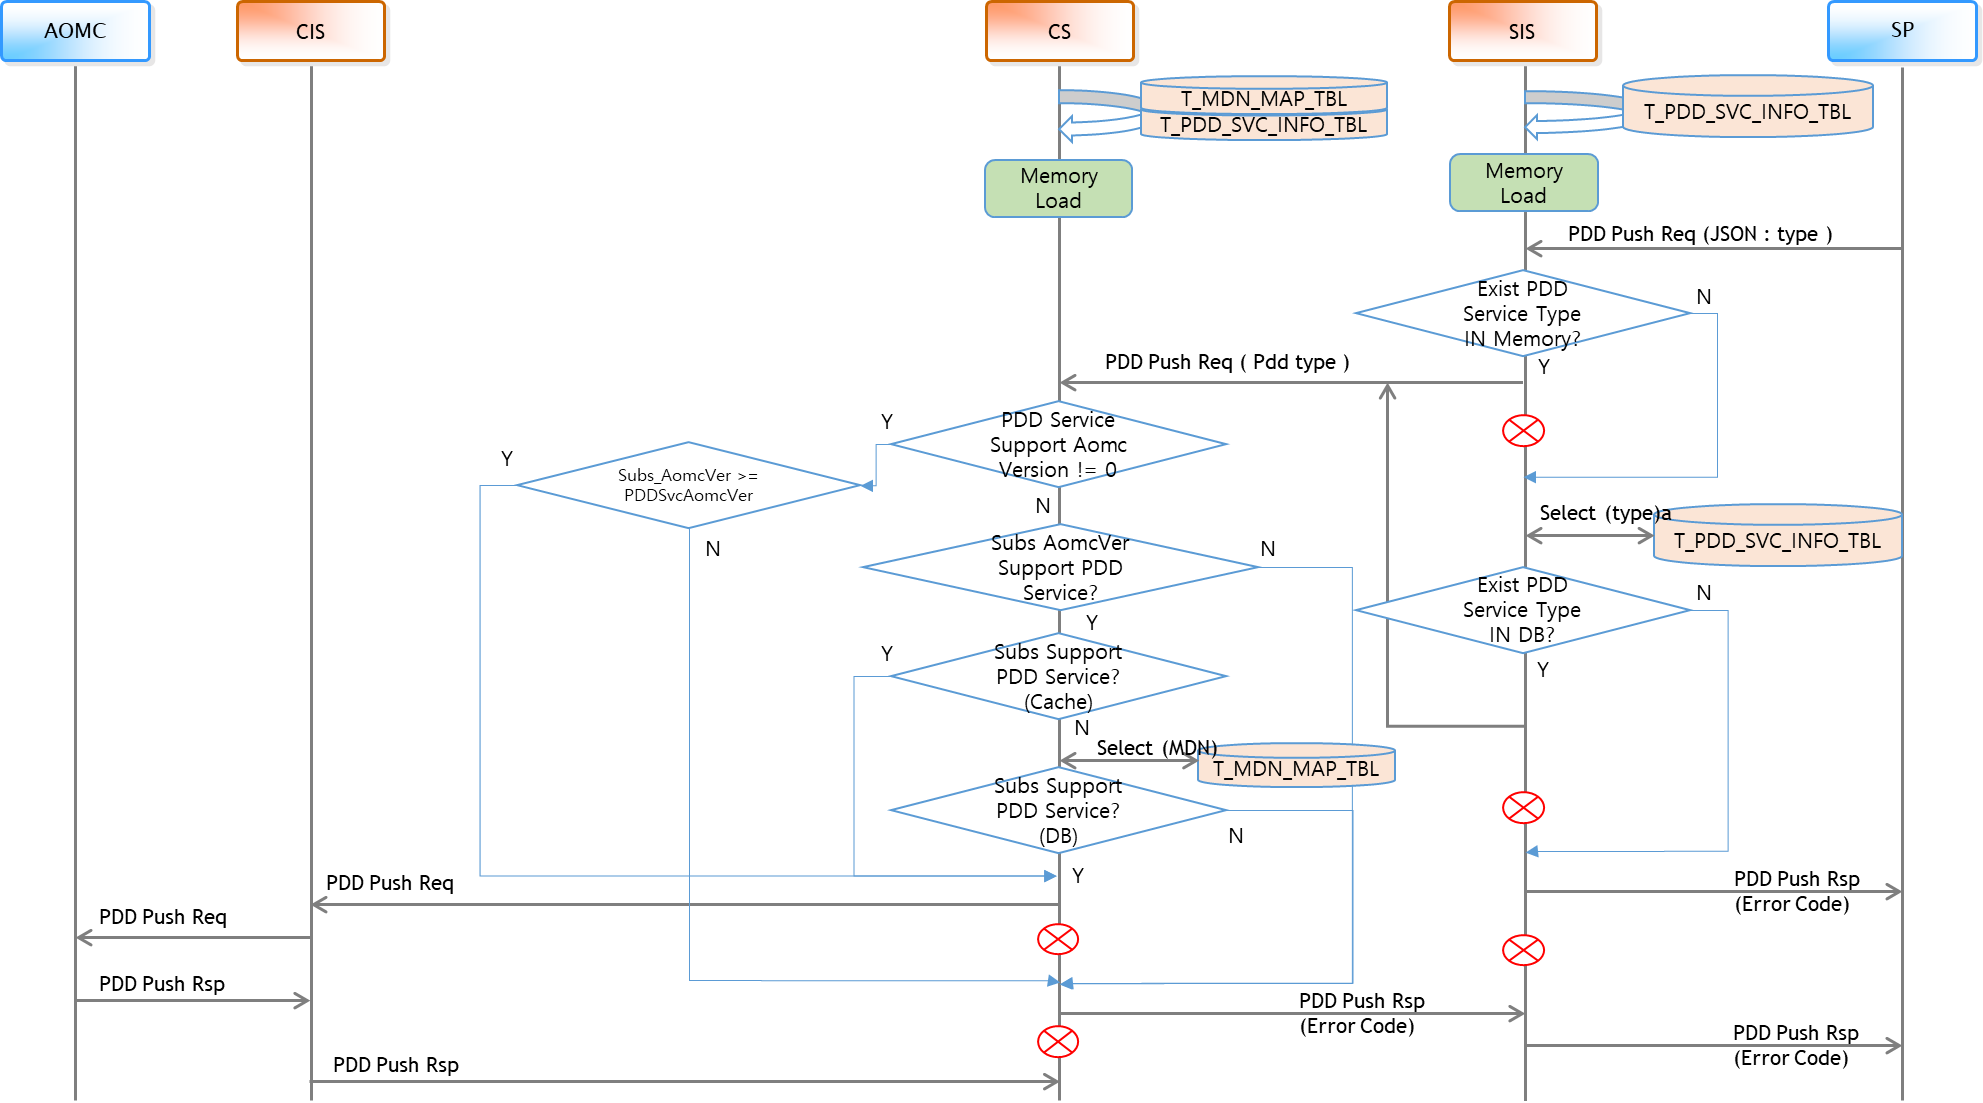 AOMC
CIS
CS
SIS
SP
T_MDN_MAP_TBL
T_PDD_SVC_INFO_TBL
T_PDD_SVC_INFO_TBL
Memory
Load
Memory
Load
PDD Push Req (JSON : type )
Exist PDD
Service Type
IN Memory?
N
Y
PDD Push Req ( Pdd type )
PDD Service
Support Aomc
Version != 0
Y
N
Subs_AomcVer >=
PDDSvcAomcVer
Y
N
Select (type)a
T_PDD_SVC_INFO_TBL
Subs AomcVer
Support PDD
Service?
N
Y
Exist PDD
Service Type
IN DB?
N
Y
Subs Support
PDD Service?
(Cache)
Y
N
Select (MDN)
T_MDN_MAP_TBL
Subs Support
PDD Service?
(DB)
N
Y
PDD Push Req
PDD Push Req
PDD Push Rsp
(Error Code)
PDD Push Rsp
PDD Push Rsp
(Error Code)
PDD Push Rsp
(Error Code)
PDD Push Rsp